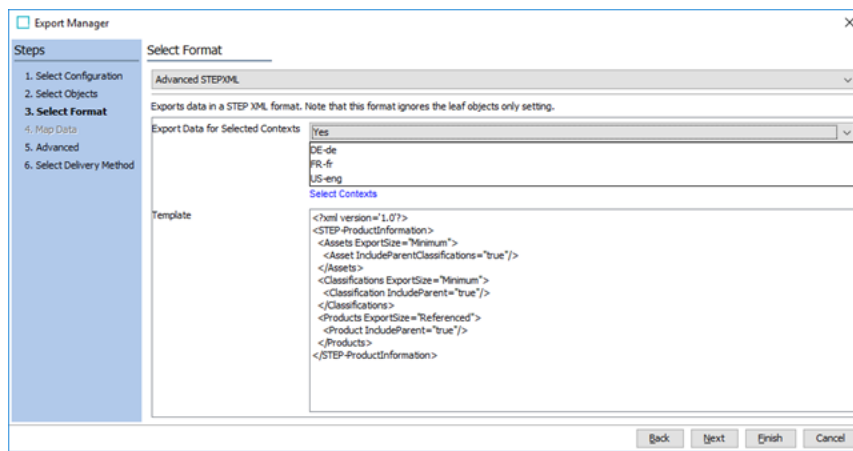 Export Manager
Steps
1. Select Configuration
2. Select Objects
3. Select Format
4. Map Data
5. Advanced
6. Select Delivery Method
Select Format
Advanced STEPXML
Exports data in a STEP XML format. Note that this format ignores the leaf objects only setting.
Export Data for Selected Contexts
Yes
DE-de
FR-fr
US-eng
Select Contexts
Template
<?xml version='1.0'?>
<STEP-ProductInformation>
<Assets ExportSize="Minimum">
<Asset IncludeParentClassifications="true"/>
</Assets>
<Classifications ExportSize="Minimum">
<Classification IncludeParent="true"/>
</Classifications>
<Products ExportSize="Referenced">
<Product IncludeParent="true"/>
</Products>
</STEP-ProductInformation>
Back Next Finish Cancel